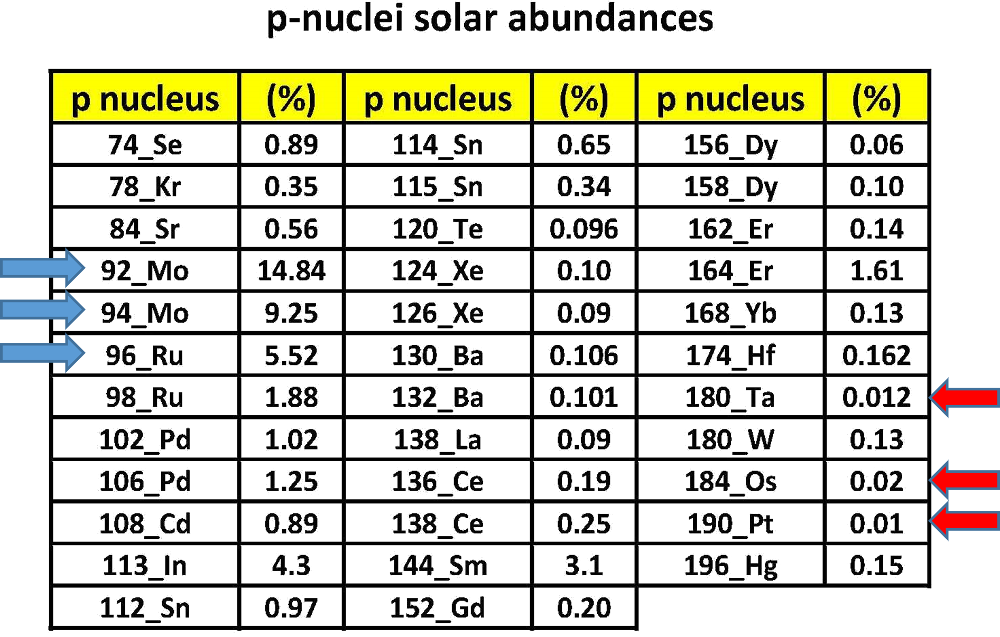 p-nuclei solar abundances
p nucleus (%) p nucleus (%) p nucleus (%)
74_Se 0.89 114_Sn 0.65 156_Dy 0.06
78_Kr 0.35 115_Sn 0.34 158_Dy 0.10
84_Sr 0.56 120_Te 0.096 162_Er 0.14
92_Mo 14.84 124_Xe 0.10 164_Er 1.61
94_Mo 9.25 126_Xe 0.09 168_Yb 0.13
96_Ru 5.52 130_Ba 0.106 174_Hf 0.162
98_Ru 1.88 132_Ba 0.101 180_Ta 0.012
102_Pd 1.02 138_La 0.09 180_W 0.13
106_Pd 1.25 136_Ce 0.19 184_Os 0.02
108_Cd 0.89 138_Ce 0.25 190_Pt 0.01
113_In 4.3 144_Sm 3.1 196_Hg 0.15
112_Sn 0.97 152_Gd 0.20